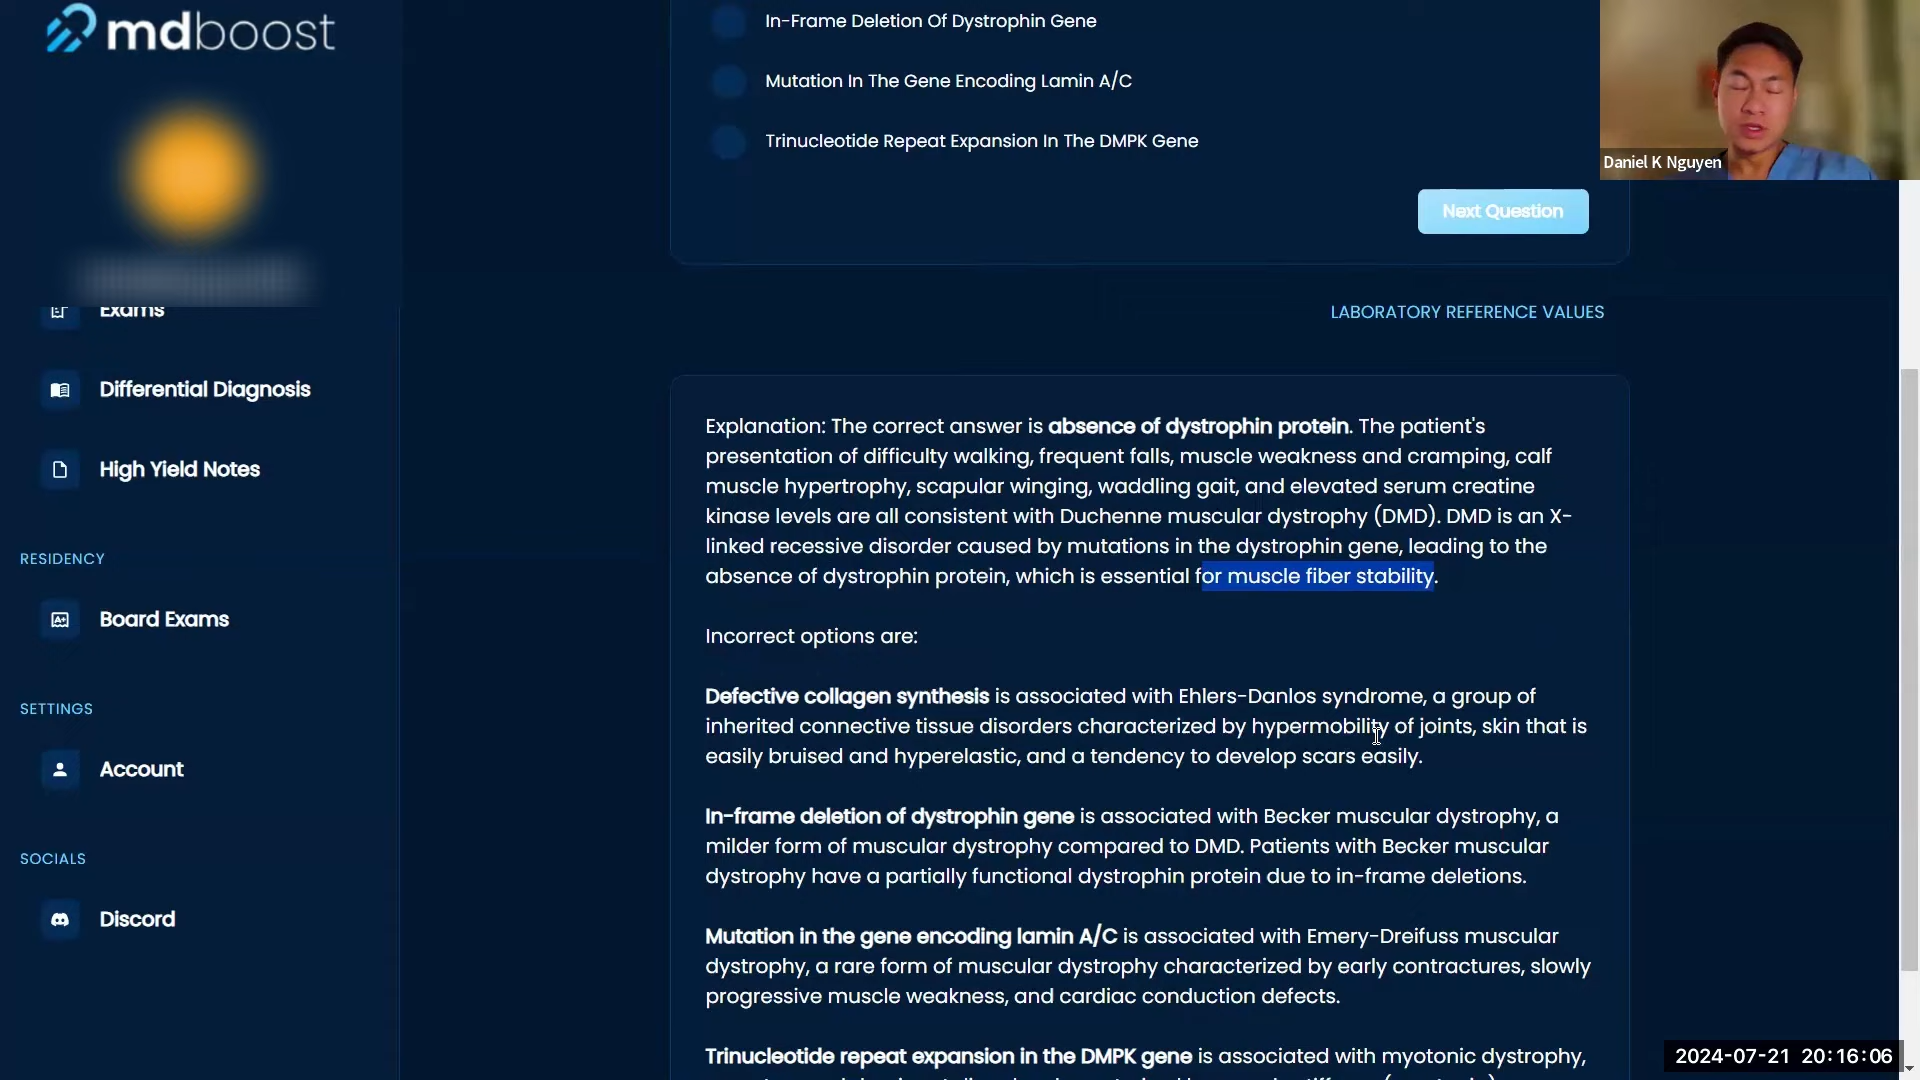 mdboost
In-Frame Deletion Of Dystrophin Gene
Mutation In The Gene Encoding Lamin A/C
Trinucleotide Repeat Expansion In The DMPK Gene
Daniel K Nguyen
Next Question
Exams
LABORATORY REFERENCE VALUES
Differential Diagnosis
High Yield Notes
RESIDENCY
Board Exams
SETTINGS
Account
SOCIALS
Discord
Explanation: The correct answer is absence of dystrophin protein. The patient's
presentation of difficulty walking, frequent falls, muscle weakness and cramping, calf
muscle hypertrophy, scapular winging, waddling gait, and elevated serum creatine
kinase levels are all consistent with Duchenne muscular dystrophy (DMD). DMD is an X-
linked recessive disorder caused by mutations in the dystrophin gene, leading to the
absence of dystrophin protein, which is essential for muscle fiber stability.
Incorrect options are:
Defective collagen synthesis is associated with Ehlers-Danlos syndrome, a group of
inherited connective tissue disorders characterized by hypermobility of joints, skin that is
easily bruised and hyperelastic, and a tendency to develop scars easily.
In-frame deletion of dystrophin gene is associated with Becker muscular dystrophy, a
milder form of muscular dystrophy compared to DMD. Patients with Becker muscular
dystrophy have a partially functional dystrophin protein due to in-frame deletions.
Mutation in the gene encoding lamin A/C is associated with Emery-Dreifuss muscular
dystrophy, a rare form of muscular dystrophy characterized by early contractures, slowly
progressive muscle weakness, and cardiac conduction defects.
Trinucleotide repeat expansion in the DMPK gene is associated with myotonic dystrophy,
2024-07-21 20:16:06